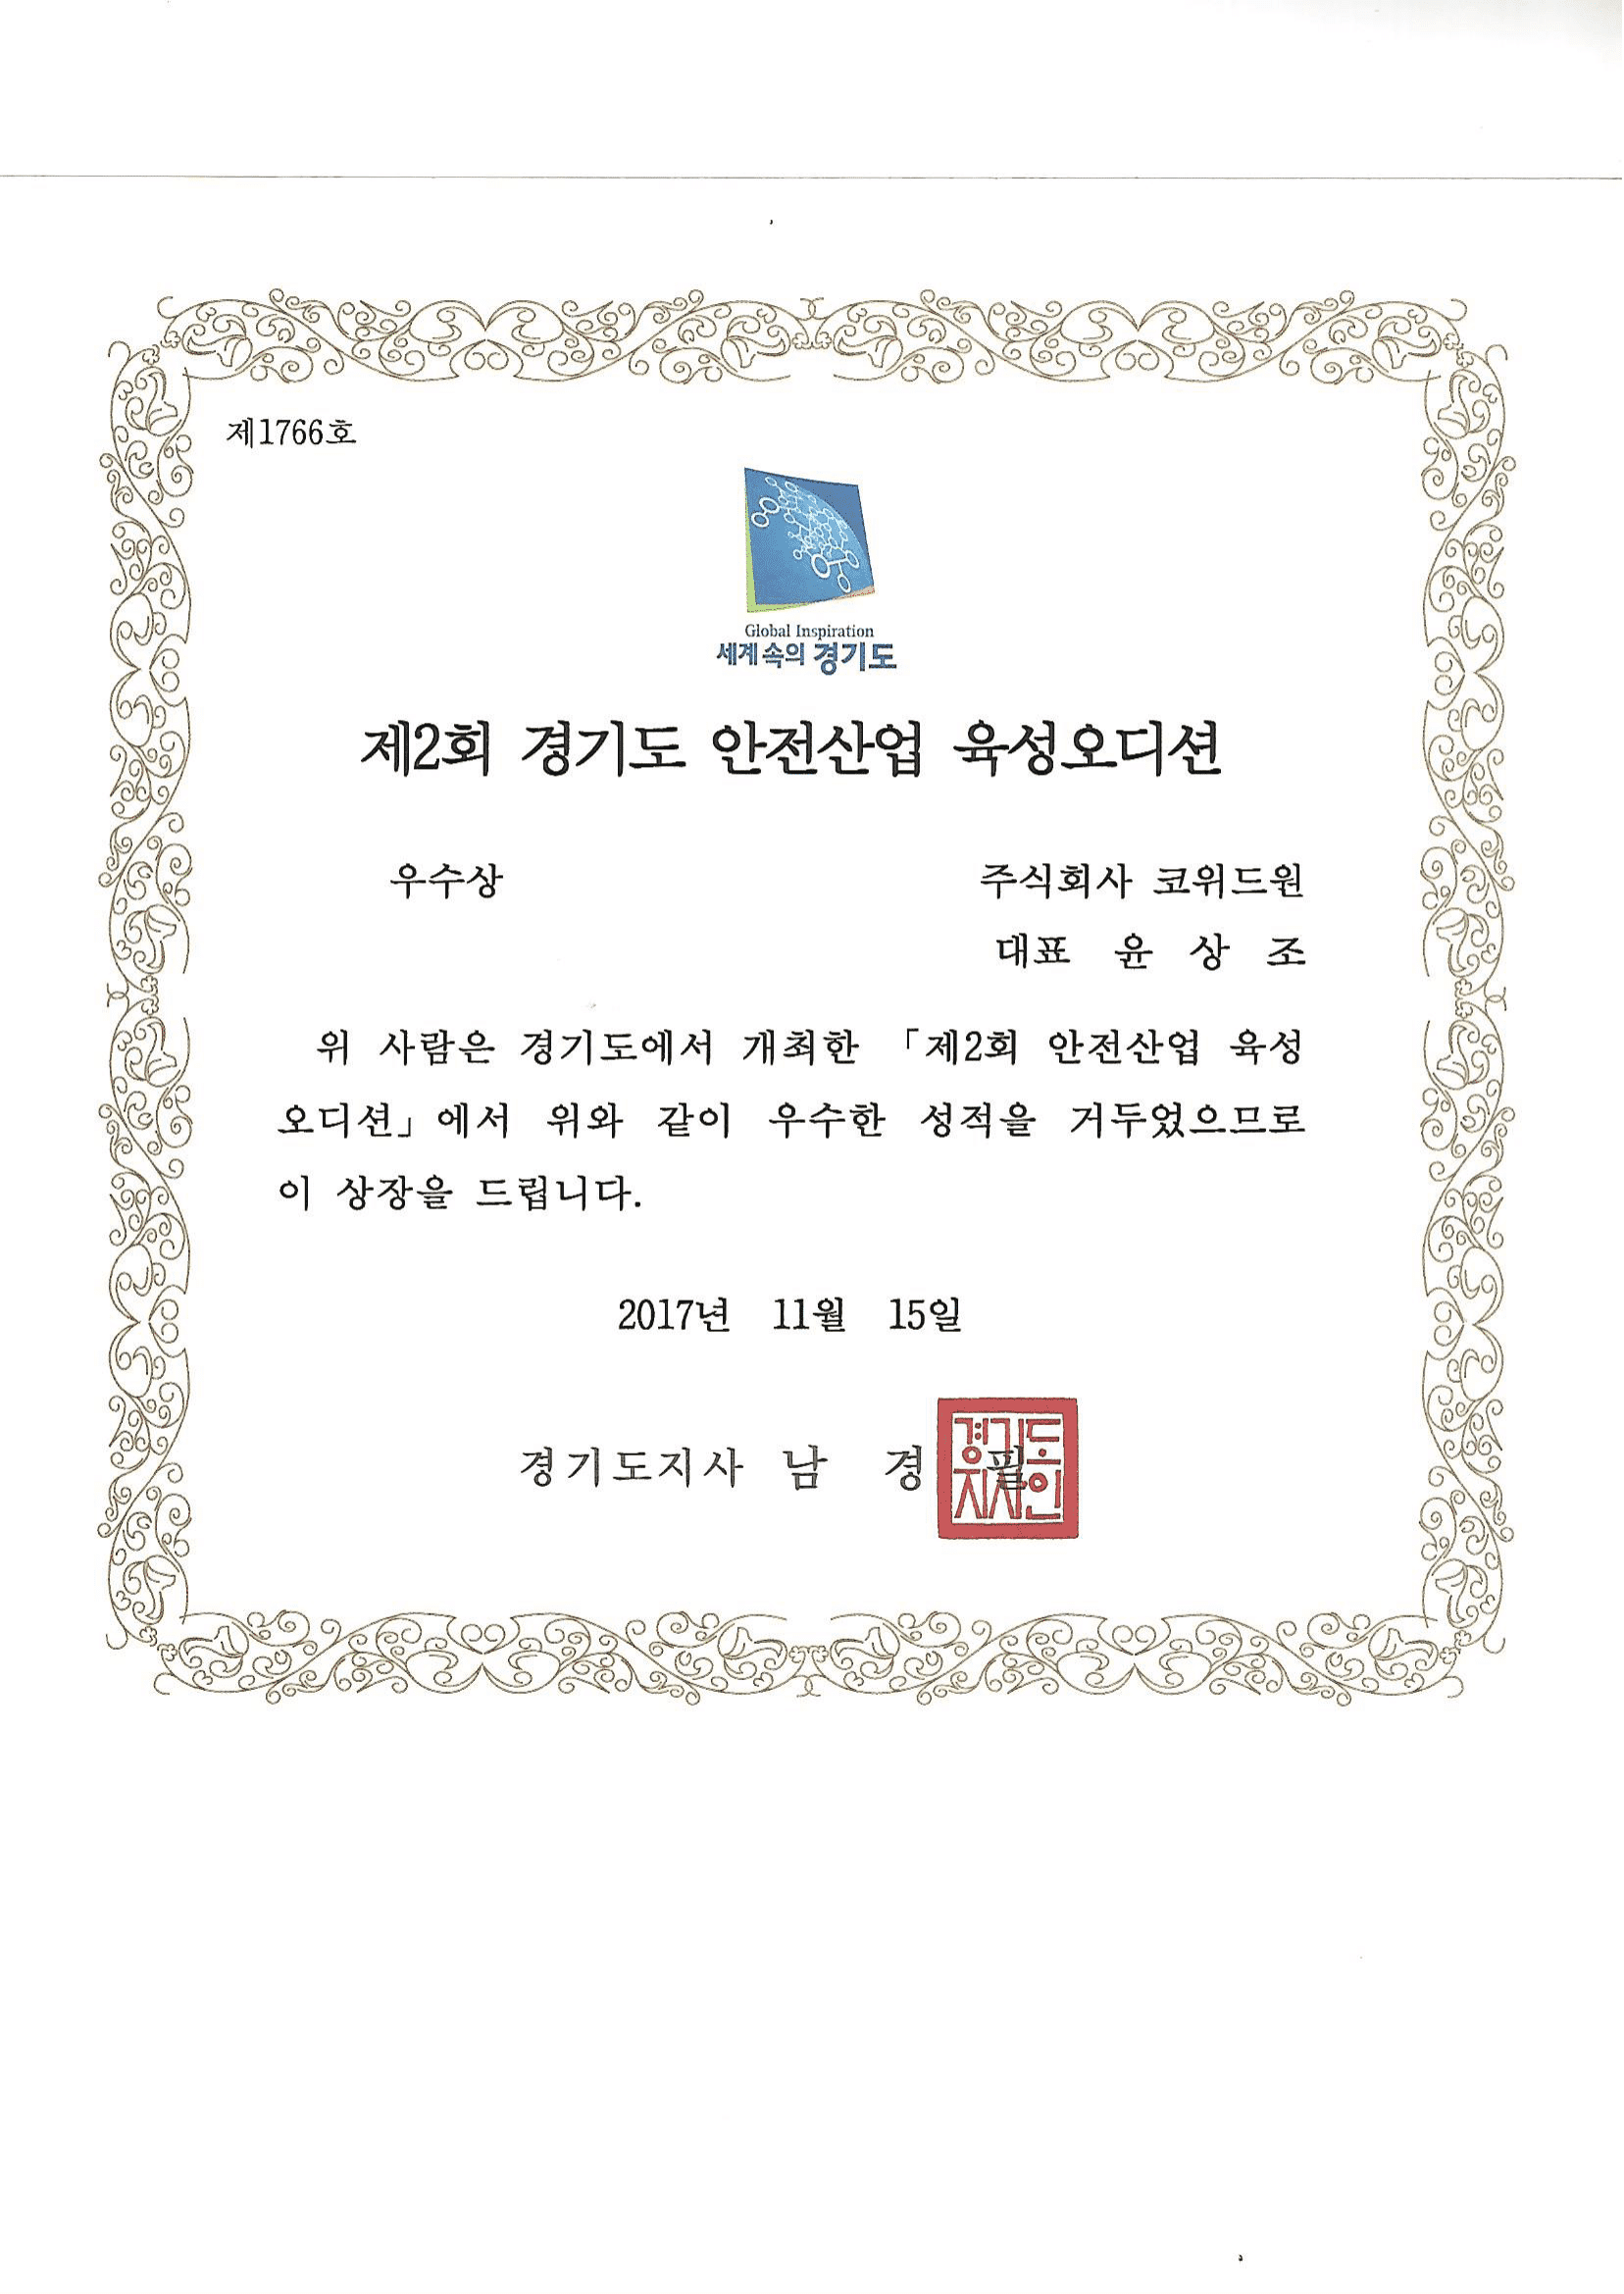 제1766호
Global Inspiration
세계 속의 경기도
제2회 경기도 안전산업 육성오디션
우수상
주식회사 코위드원
대표 윤 상 조
위 사람은 경기도에서 개최한 「제2회 안전산업 육성
오디션」에서 위와 같이 우수한 성적을 거두었으므로
이 상장을 드립니다.
2017년 11월 15일
경기도지사 남 경 필
경기도
지사인